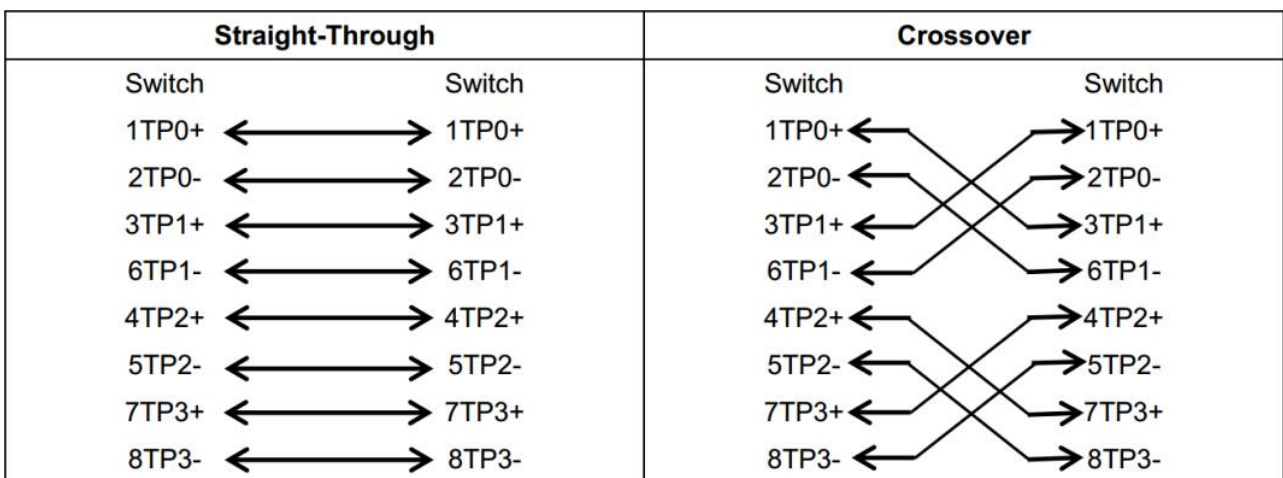 Straight-Through Crossover
Switch Switch Switch Switch
1TP0+ 1TP0+ 1TP0+ 1TP0+
2TP0- 2TP0- 2TP0- 2TP0-
3TP1+ 3TP1+ 3TP1+ 3TP1+
6TP1- 6TP1- 6TP1- 6TP1-
4TP2+ 4TP2+ 4TP2+ 4TP2+
5TP2- 5TP2- 5TP2- 5TP2-
7TP3+ 7TP3+ 7TP3+ 7TP3+
8TP3- 8TP3- 8TP3- 8TP3-